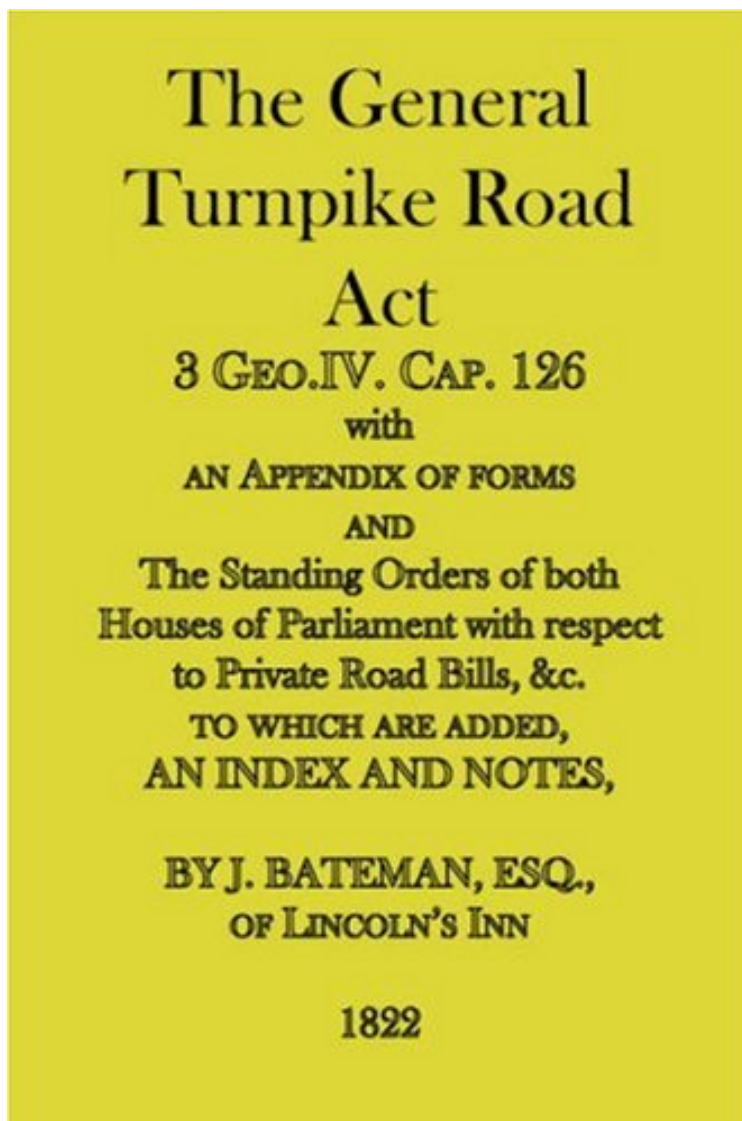 The General
Turnpike Road
Act
3 GEO.IV. CAP. 126
with
AN APPENDIX OF FORMS
AND
The Standing Orders of both
Houses of Parliament with respect
to Private Road Bills, &c.
TO WHICH ARE ADDED,
AN INDEX AND NOTES,
BY J. BATEMAN, ESQ.,
OF LINCOLN'S INN
1822